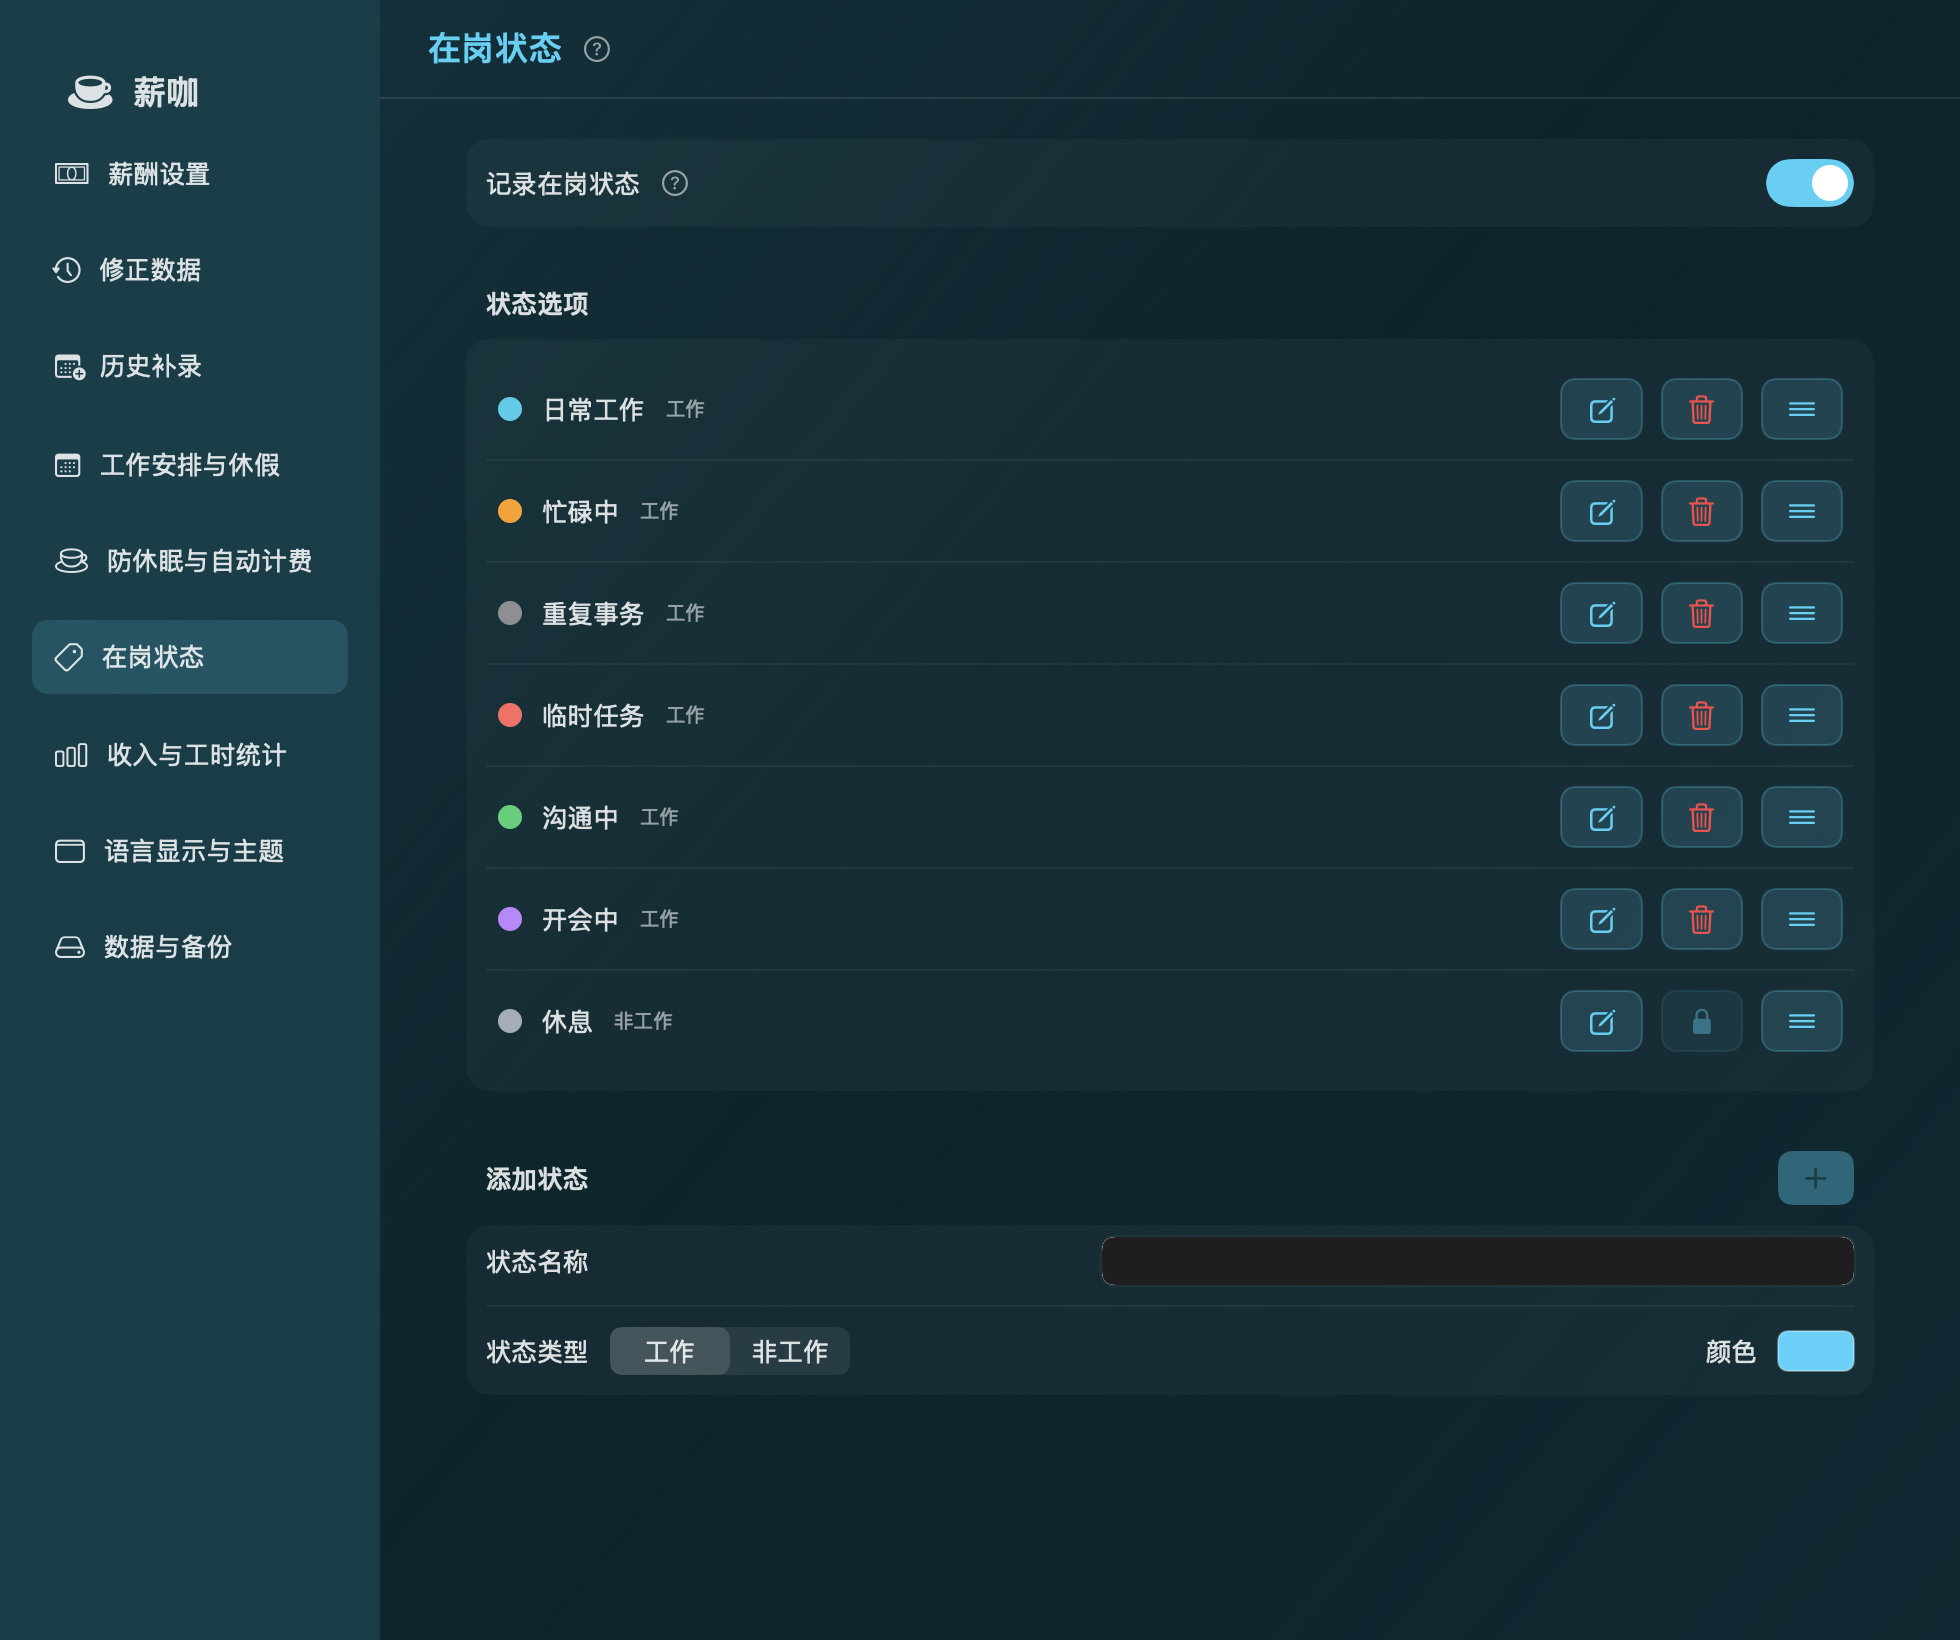 薪咖
薪酬设置
修正数据
历史补录
工作安排与休假
防休眠与自动计费
在岗状态
收入与工时统计
语言显示与主题
数据与备份
在岗状态 ?
记录在岗状态 ?
状态选项
日常工作 工作
忙碌中 工作
重复事务 工作
临时任务 工作
沟通中 工作
开会中 工作
休息 非工作
添加状态
状态名称
状态类型 工作 非工作 颜色